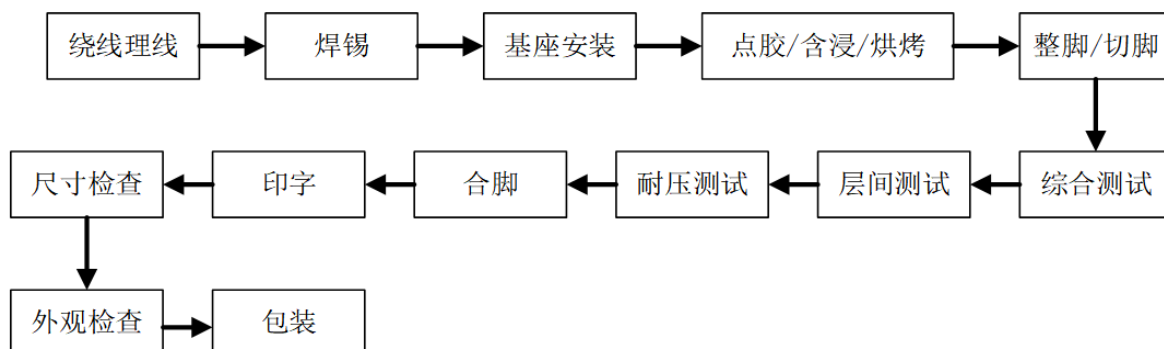 绕线理线
焊锡
基座安装
点胶/含浸/烘烤
整脚/切脚
综合测试
层间测试
耐压测试
合脚
印字
尺寸检查
外观检查
包装